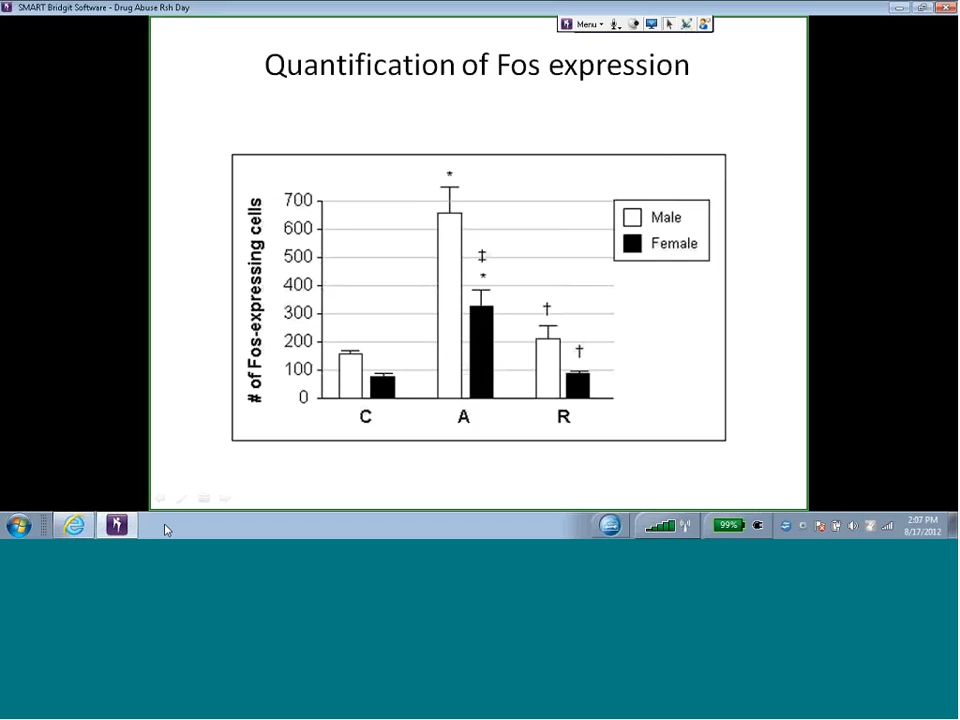 SMART Bridgit Software - Drug Abuse Rsh Day
Menu
Quantification of Fos expression
# of Fos-expressing cells
700
600
500
400
300
200
100
0
*
‡
*
†
†
C A R
Male
Female
99%
2:07 PM
8/17/2012